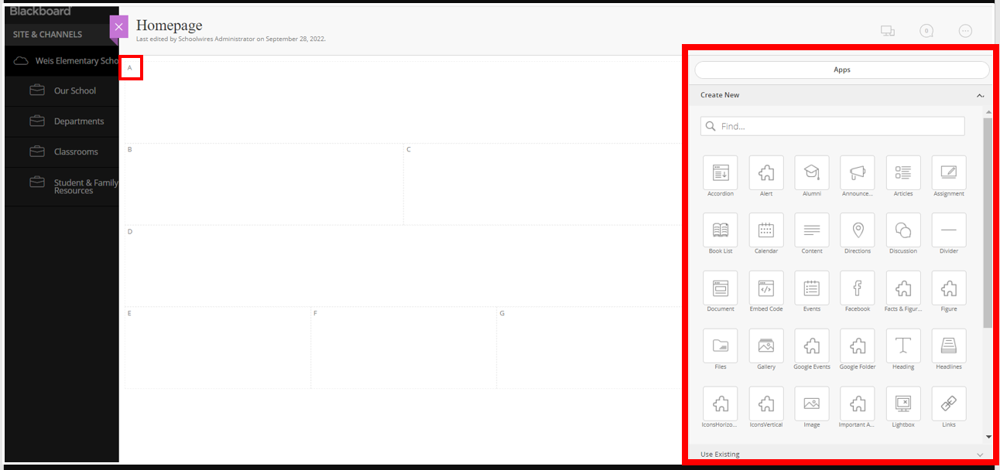 Blackboard
SITE & CHANNELS
Weis Elementary Scho
Our School
Departments
Classrooms
Student & Family
Resources
Homepage
Last edited by Schoolwires Administrator on September 28, 2022.
0
A
B
C
D
E
F
G
Apps
Create New
Find...
Accordion
Alert
Alumni
Announce...
Articles
Assignment
Book List
Calendar
Content
Directions
Discussion
Divider
Document
Embed Code
Events
Facebook
Facts & Figur...
Figure
Files
Gallery
Google Events
Google Folder
Heading
Headlines
IconsHorizo...
IconsVertical
Image
Important A...
Lightbox
Links
Use Existing